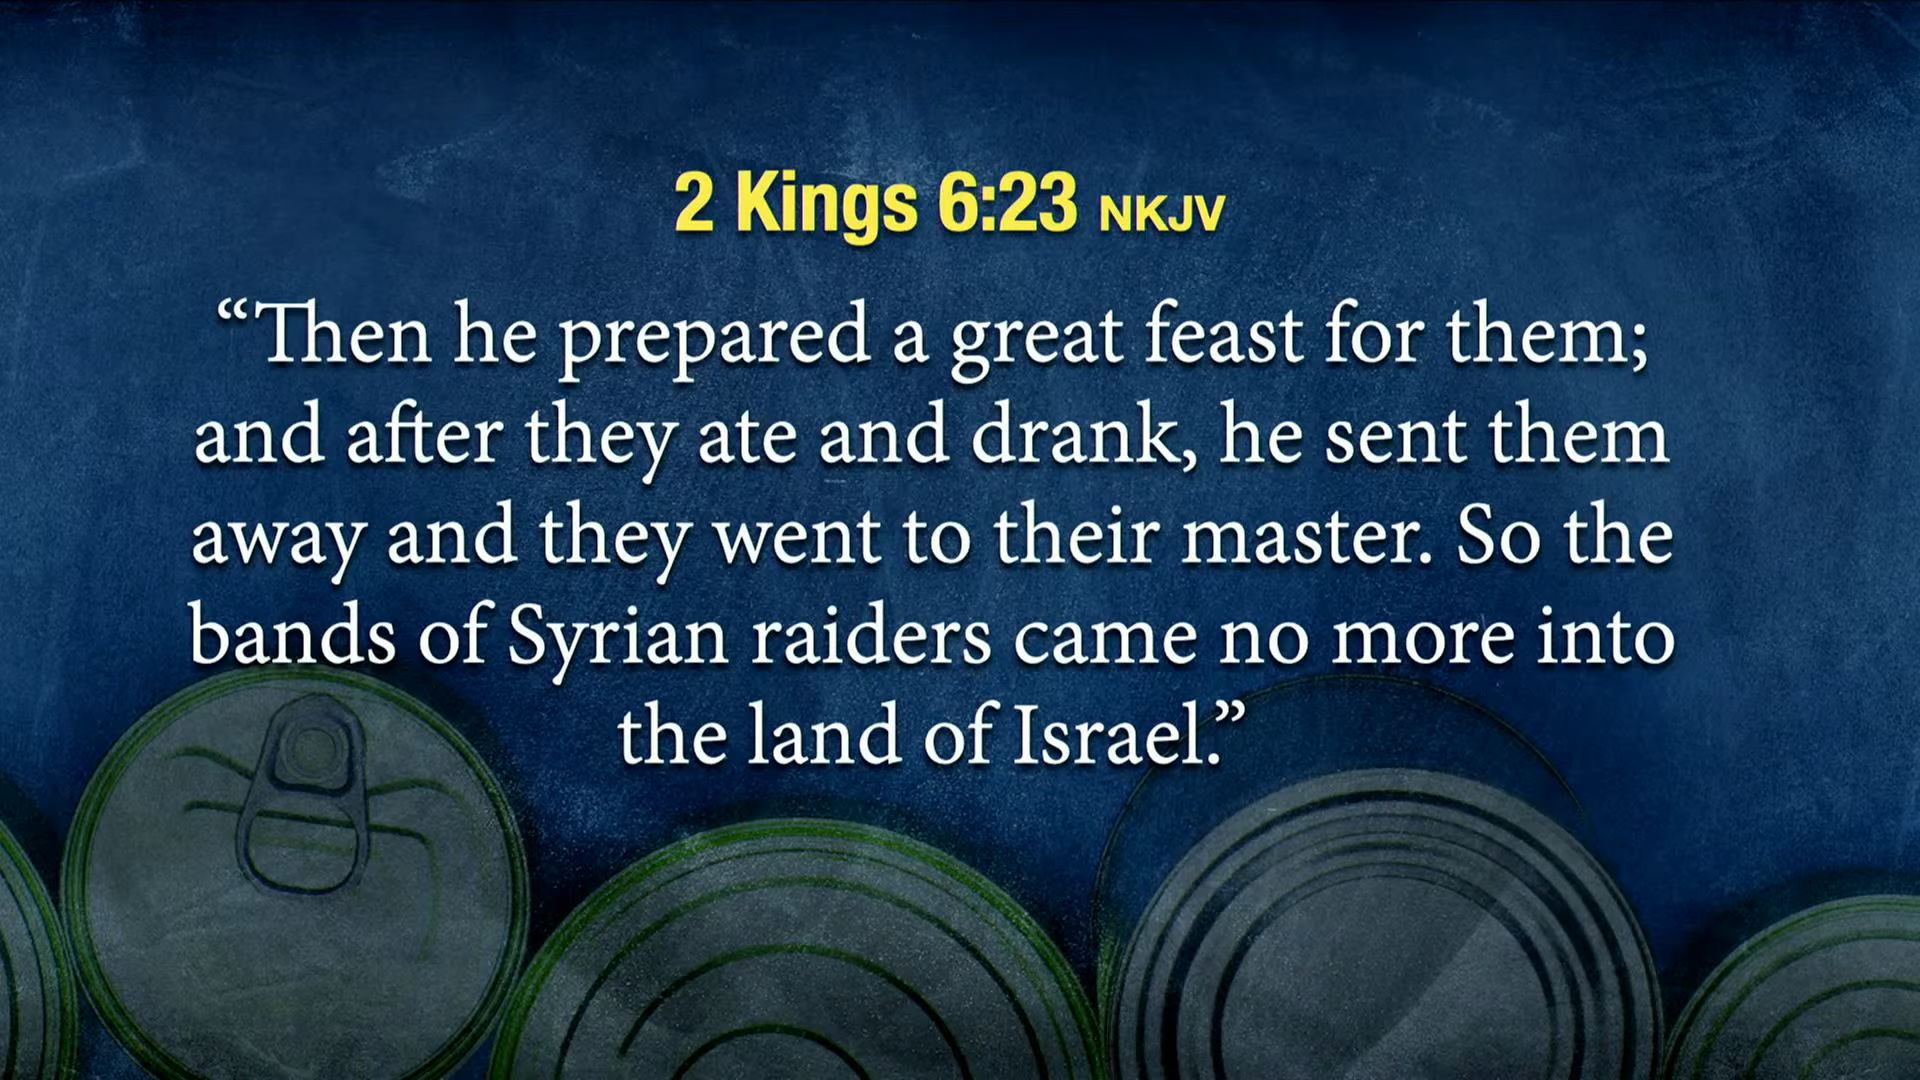 2 Kings 6:23 NKJV
“Then he prepared a great feast for them;
and after they ate and drank, he sent them
away and they went to their master. So the
bands of Syrian raiders came no more into
the land of Israel.”